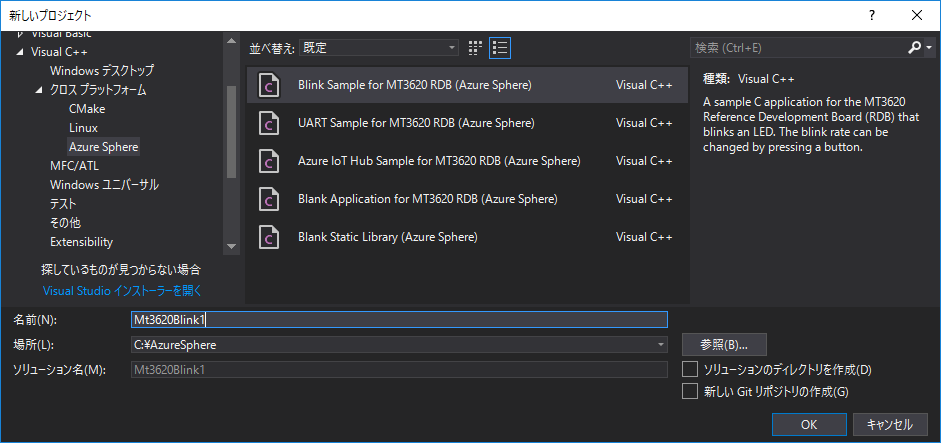 新しいプロジェクト
Visual Basic
Visual C++
Windows デスクトップ
クロス プラットフォーム
CMake
Linux
Azure Sphere
MFC/ATL
Windows ユニバーサル
テスト
その他
Extensibility
探しているものが見つからない場合
Visual Studio インストーラーを開く
並べ替え: 既定
Blink Sample for MT3620 RDB (Azure Sphere) Visual C++
UART Sample for MT3620 RDB (Azure Sphere) Visual C++
Azure IoT Hub Sample for MT3620 RDB (Azure Sphere) Visual C++
Blank Application for MT3620 RDB (Azure Sphere) Visual C++
Blank Static Library (Azure Sphere) Visual C++
検索 (Ctrl+E)
種類: Visual C++
A sample C application for the MT3620
Reference Development Board (RDB) that
blinks an LED. The blink rate can be
changed by pressing a button.
名前(N): Mt3620Blink1
場所(L): C:¥AzureSphere 参照(B)...
ソリューション名(M): Mt3620Blink1
ソリューションのディレクトリを作成(D)
新しい Git リポジトリの作成(G)
OK キャンセル